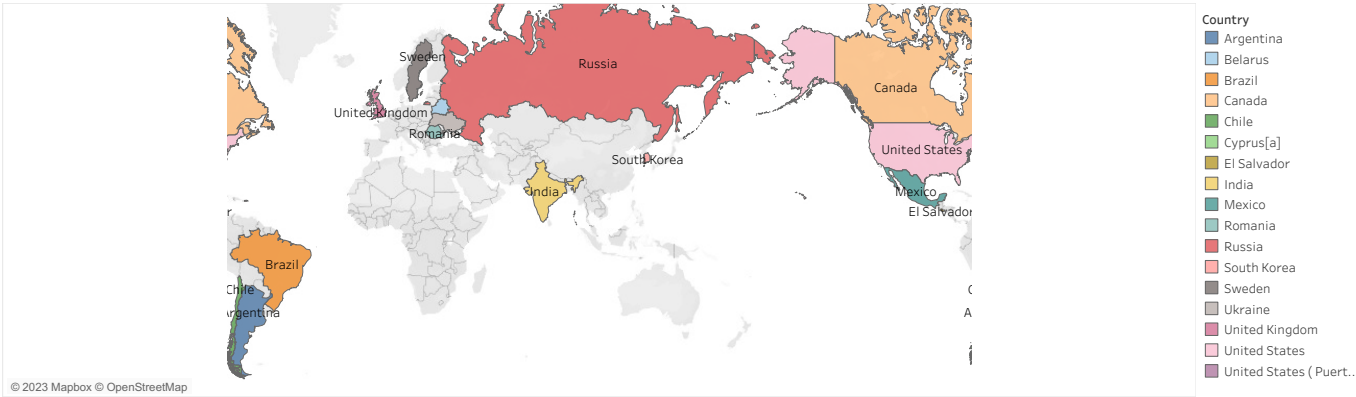 Sweden
Russia
United Kingdom
Romania
South Korea
India
Canada
United States
Mexico
El Salvador
r
Brazil
Chile
Argentina
C
A
© 2023 Mapbox © OpenStreetMap
Country
Argentina
Belarus
Brazil
Canada
Chile
Cyprus[a]
El Salvador
India
Mexico
Romania
Russia
South Korea
Sweden
Ukraine
United Kingdom
United States
United States ( Puert..